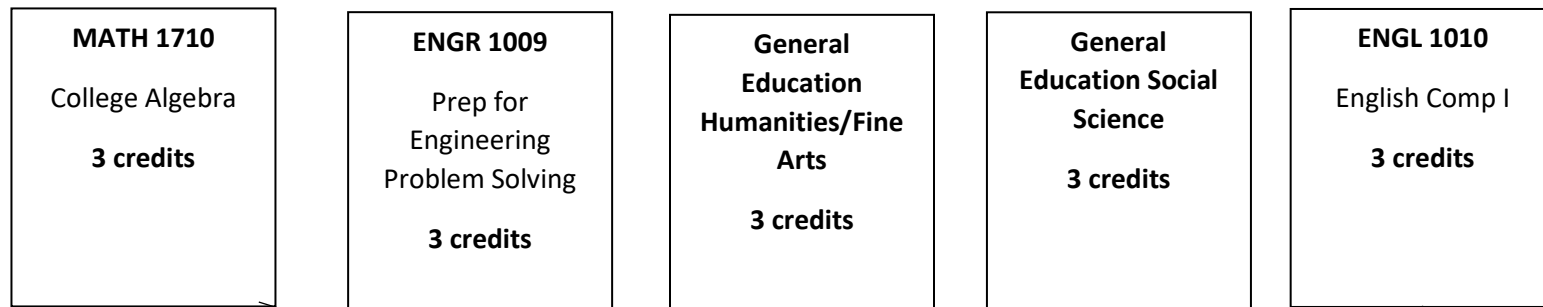 MATH 1710
College Algebra
3 credits
ENGR 1009
Prep for
Engineering
Problem Solving
3 credits
General
Education
Humanities/Fine
Arts
3 credits
General
Education Social
Science
3 credits
ENGL 1010
English Comp I
3 credits